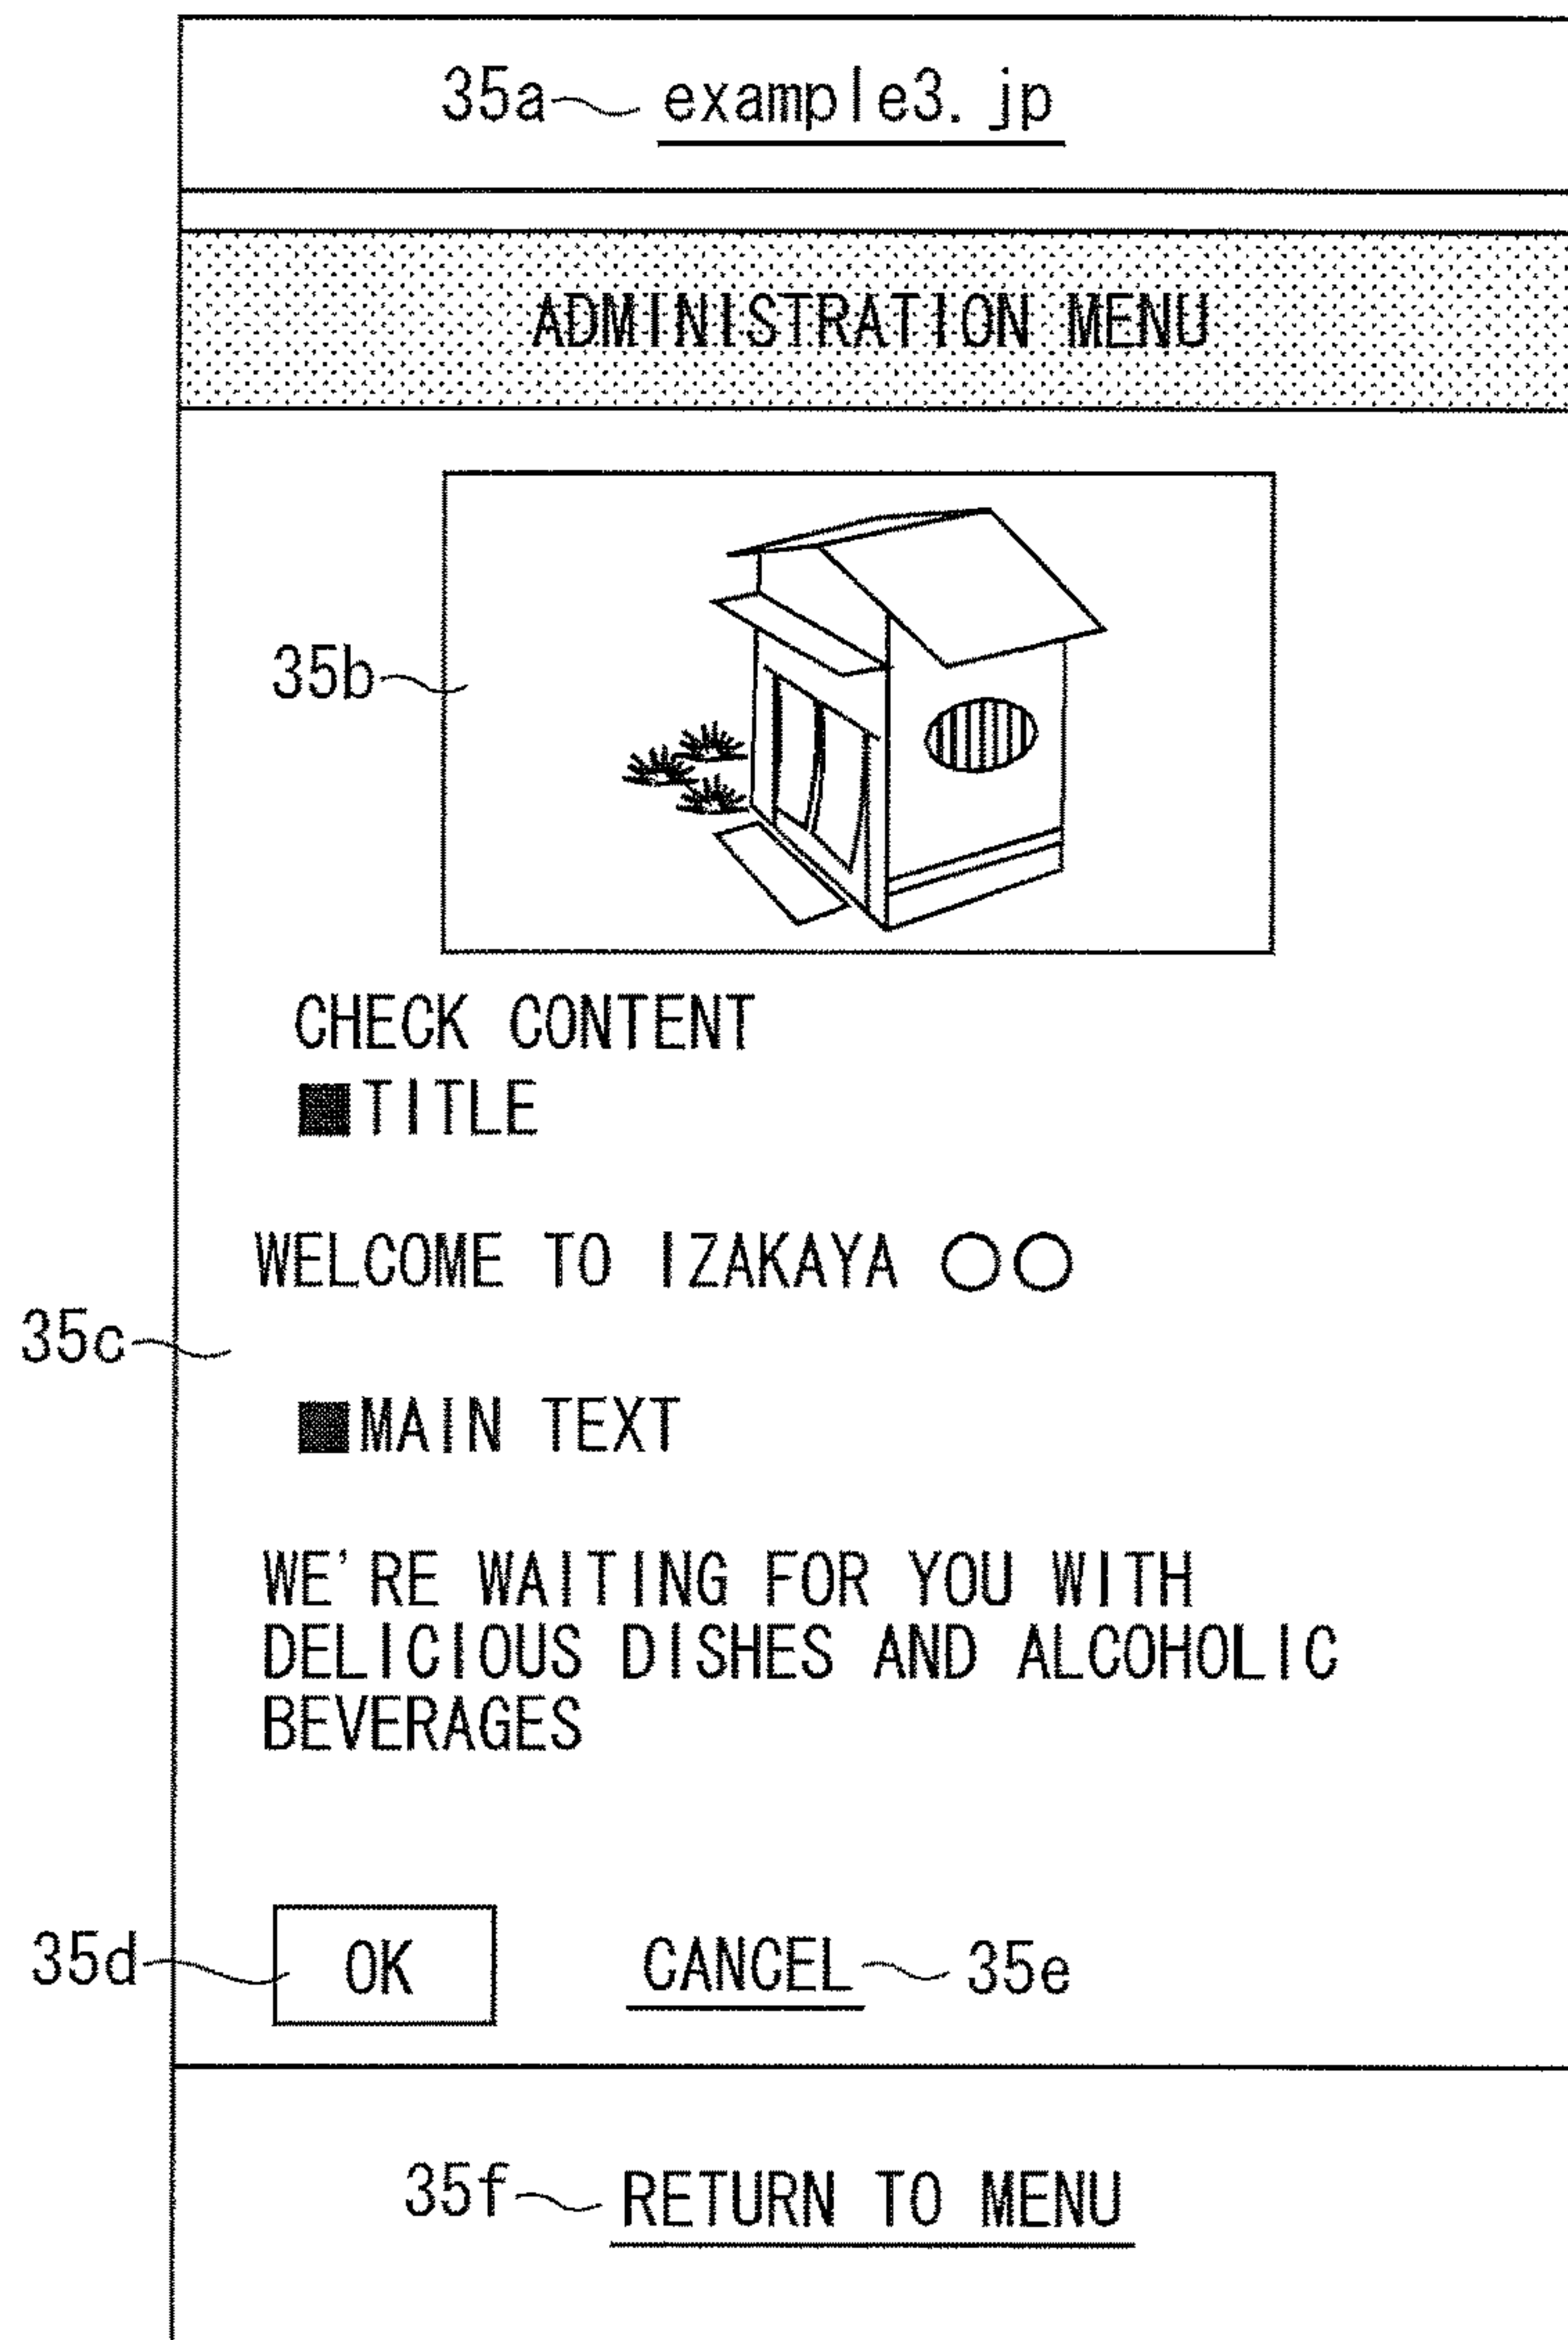 35a example3.jp
ADMINISTRATION MENU
35b
CHECK CONTENT
■TITLE
WELCOME TO IZAKAYA ○○
35c
■MAIN TEXT
WE'RE WAITING FOR YOU WITH
DELICIOUS DISHES AND ALCOHOLIC
BEVERAGES
35d OK CANCEL 35e
35f RETURN TO MENU